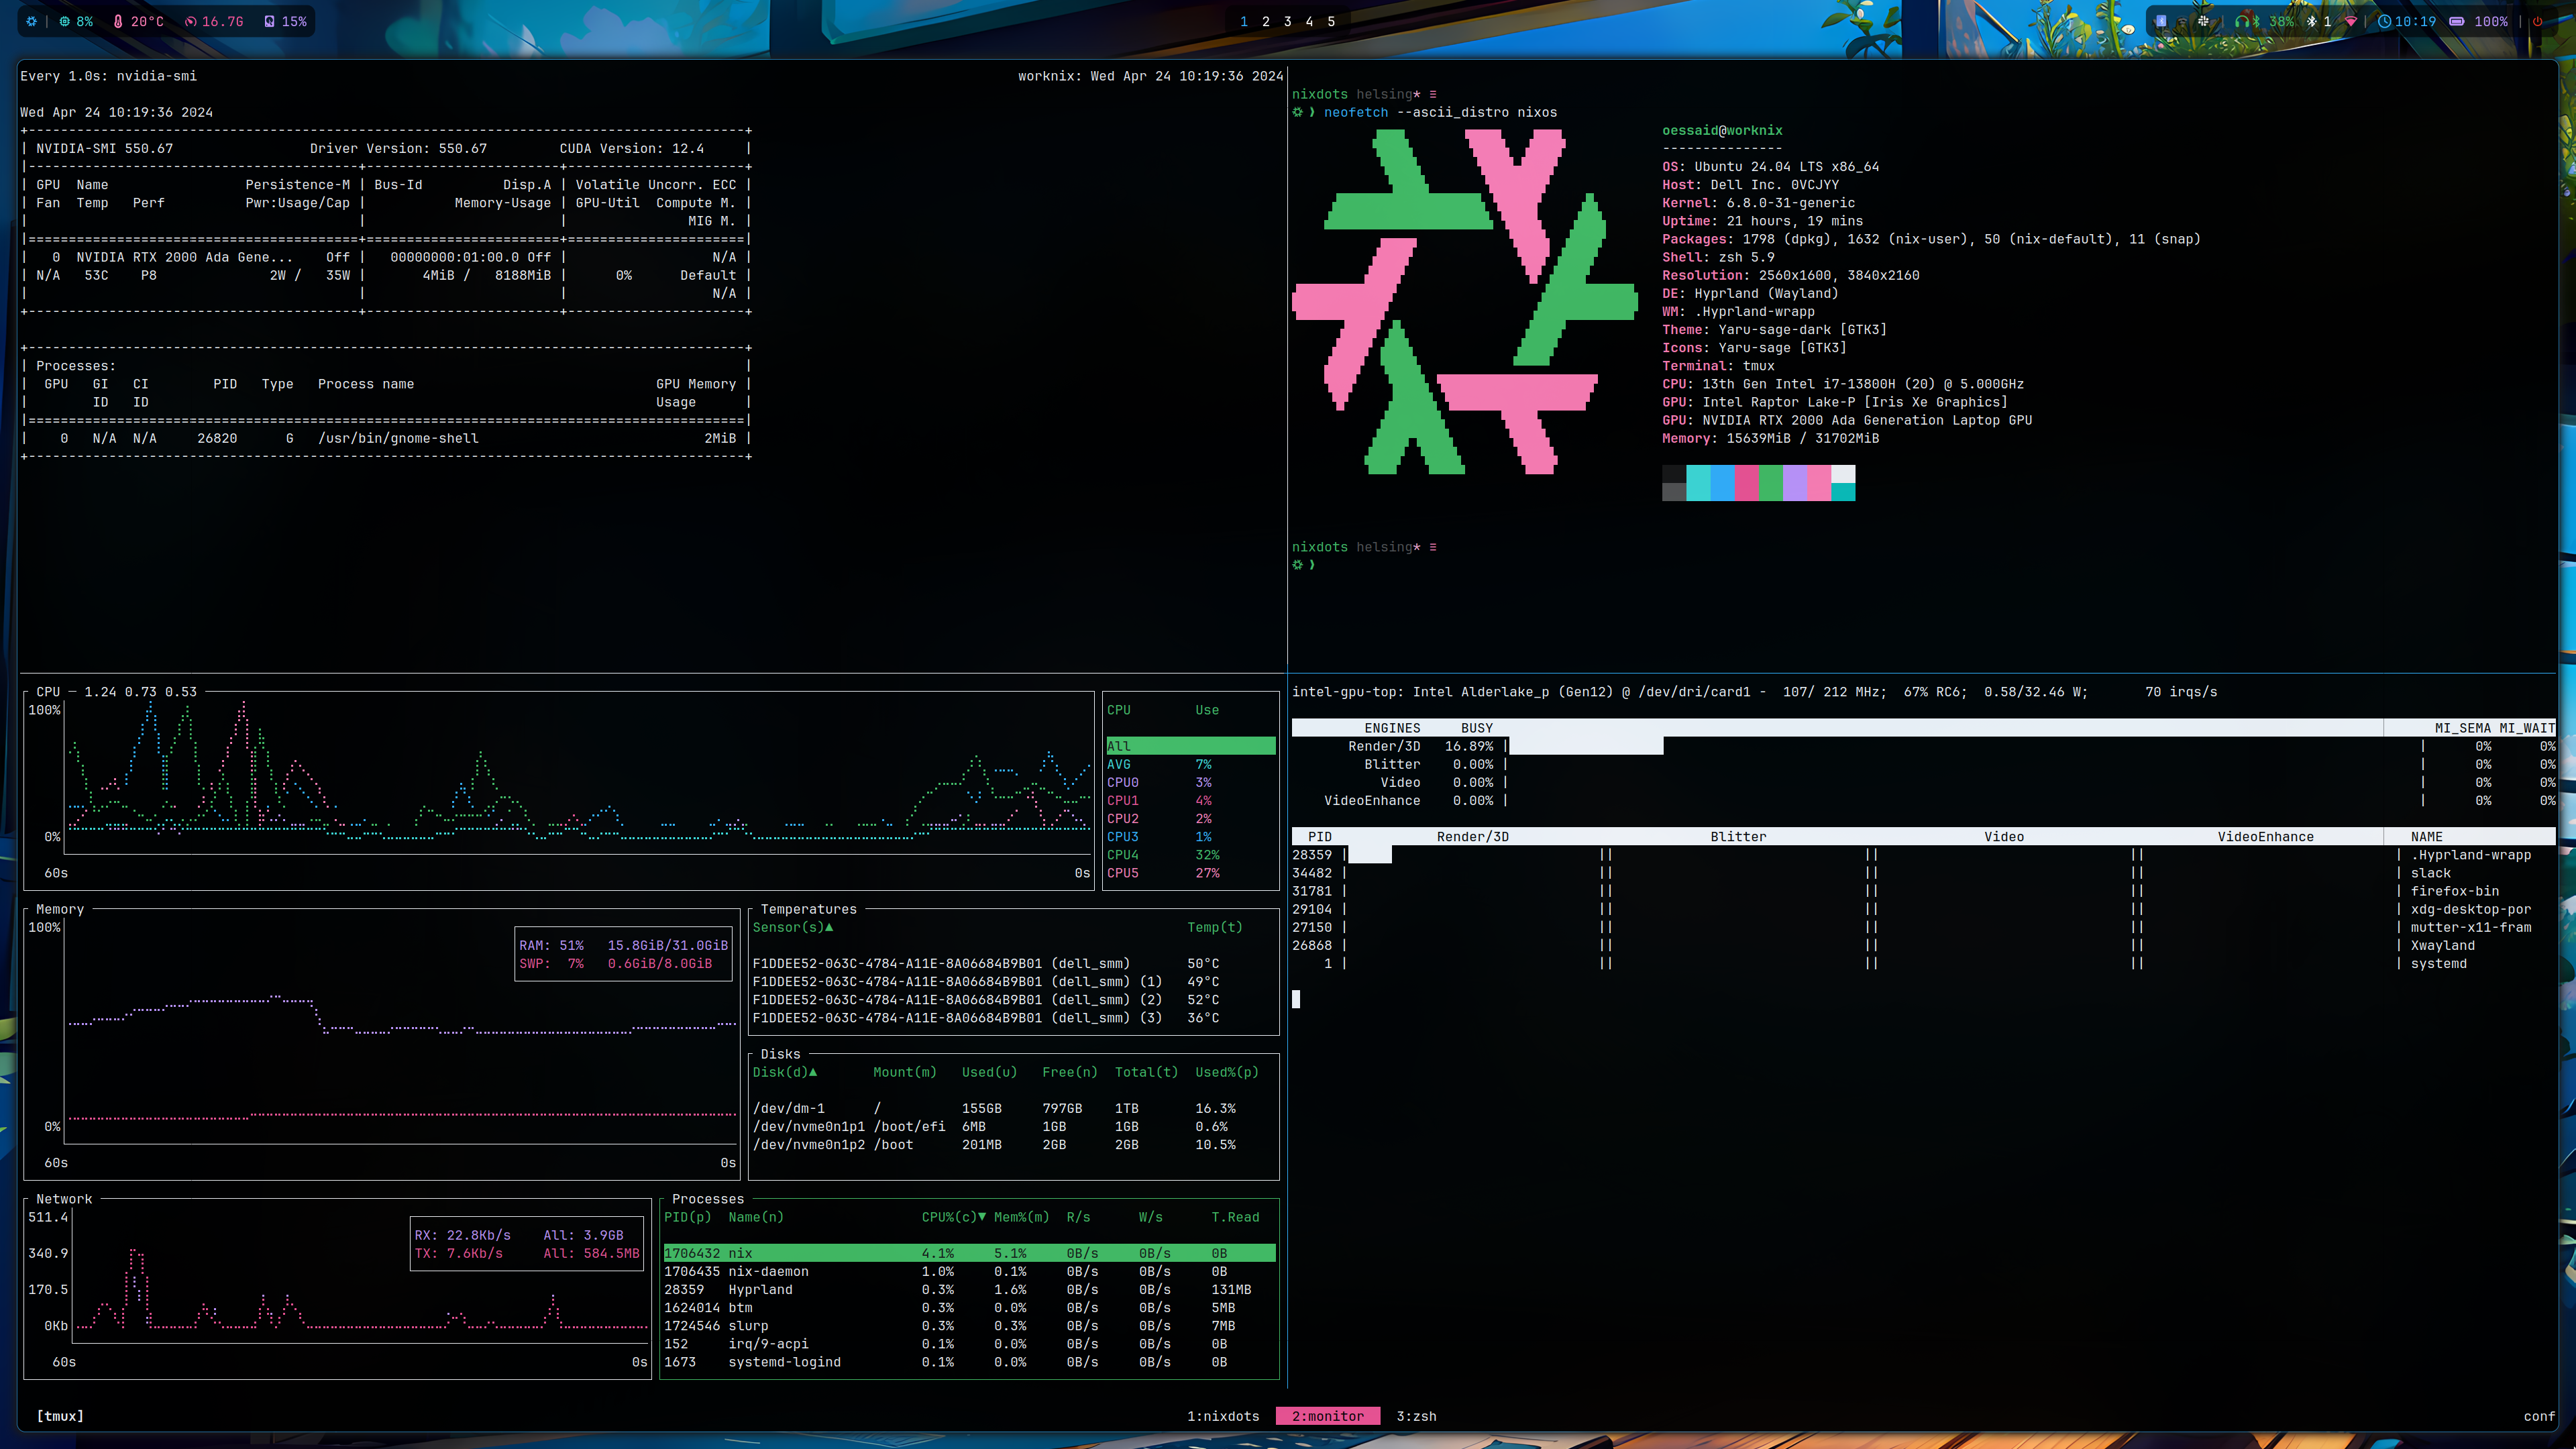 8% 20°C 16.7G 15%
1 2 3 4 5
38% 1 10:19 100%
Every 1.0s: nvidia-smi worknix: Wed Apr 24 10:19:36 2024
Wed Apr 24 10:19:36 2024
NVIDIA-SMI 550.67 Driver Version: 550.67 CUDA Version: 12.4
GPU Name Persistence-M | Bus-Id Disp.A | Volatile Uncorr. ECC
Fan Temp Perf Pwr:Usage/Cap | Memory-Usage | GPU-Util Compute M.
MIG M.
0 NVIDIA RTX 2000 Ada Gene... Off | 00000000:01:00.0 Off | N/A
N/A 53C P8 2W / 35W | 4MiB / 8188MiB | 0% Default
N/A
Processes:
GPU GI CI PID Type Process name GPU Memory
ID ID Usage
0 N/A N/A 26820 G /usr/bin/gnome-shell 2MiB
nixdots helsing* ≡
❯ neofetch --ascii_distro nixos
oessaid@worknix
---------------
OS: Ubuntu 24.04 LTS x86_64
Host: Dell Inc. 0VCJYY
Kernel: 6.8.0-31-generic
Uptime: 21 hours, 19 mins
Packages: 1798 (dpkg), 1632 (nix-user), 50 (nix-default), 11 (snap)
Shell: zsh 5.9
Resolution: 2560x1600, 3840x2160
DE: Hyprland (Wayland)
WM: .Hyprland-wrapp
Theme: Yaru-sage-dark [GTK3]
Icons: Yaru-sage [GTK3]
Terminal: tmux
CPU: 13th Gen Intel i7-13800H (20) @ 5.000GHz
GPU: Intel Raptor Lake-P [Iris Xe Graphics]
GPU: NVIDIA RTX 2000 Ada Generation Laptop GPU
Memory: 15639MiB / 31702MiB
nixdots helsing* ≡
❯
CPU — 1.24 0.73 0.53
100%
0%
60s 0s
CPU Use
All
AVG 7%
CPU0 3%
CPU1 4%
CPU2 2%
CPU3 1%
CPU4 32%
CPU5 27%
Memory
100%
RAM: 51% 15.8GiB/31.0GiB
SWP: 7% 0.6GiB/8.0GiB
0%
60s 0s
Temperatures
Sensor(s)▲ Temp(t)
F1DDEE52-063C-4784-A11E-8A06684B9B01 (dell_smm) 50°C
F1DDEE52-063C-4784-A11E-8A06684B9B01 (dell_smm) (1) 49°C
F1DDEE52-063C-4784-A11E-8A06684B9B01 (dell_smm) (2) 52°C
F1DDEE52-063C-4784-A11E-8A06684B9B01 (dell_smm) (3) 36°C
Disks
Disk(d)▲ Mount(m) Used(u) Free(n) Total(t) Used%(p)
/dev/dm-1 / 155GB 797GB 1TB 16.3%
/dev/nvme0n1p1 /boot/efi 6MB 1GB 1GB 0.6%
/dev/nvme0n1p2 /boot 201MB 2GB 2GB 10.5%
Network
511.4
340.9
170.5
0Kb
RX: 22.8Kb/s All: 3.9GB
TX: 7.6Kb/s All: 584.5MB
60s 0s
Processes
PID(p) Name(n) CPU%(c)▼ Mem%(m) R/s W/s T.Read
1706432 nix 4.1% 5.1% 0B/s 0B/s 0B
1706435 nix-daemon 1.0% 0.1% 0B/s 0B/s 0B
28359 Hyprland 0.3% 1.6% 0B/s 0B/s 131MB
1624014 btm 0.3% 0.0% 0B/s 0B/s 5MB
1724546 slurp 0.3% 0.3% 0B/s 0B/s 7MB
152 irq/9-acpi 0.1% 0.0% 0B/s 0B/s 0B
1673 systemd-logind 0.1% 0.0% 0B/s 0B/s 0B
intel-gpu-top: Intel Alderlake_p (Gen12) @ /dev/dri/card1 - 107/ 212 MHz; 67% RC6; 0.58/32.46 W; 70 irqs/s
ENGINES BUSY MI_SEMA MI_WAIT
Render/3D 16.89% | | 0% 0%
Blitter 0.00% | | 0% 0%
Video 0.00% | | 0% 0%
VideoEnhance 0.00% | | 0% 0%
PID Render/3D Blitter Video VideoEnhance NAME
28359 | || || || | .Hyprland-wrapp
34482 | || || || | slack
31781 | || || || | firefox-bin
29104 | || || || | xdg-desktop-por
27150 | || || || | mutter-x11-fram
26868 | || || || | Xwayland
1 | || || || | systemd
[tmux] 1:nixdots 2:monitor 3:zsh conf